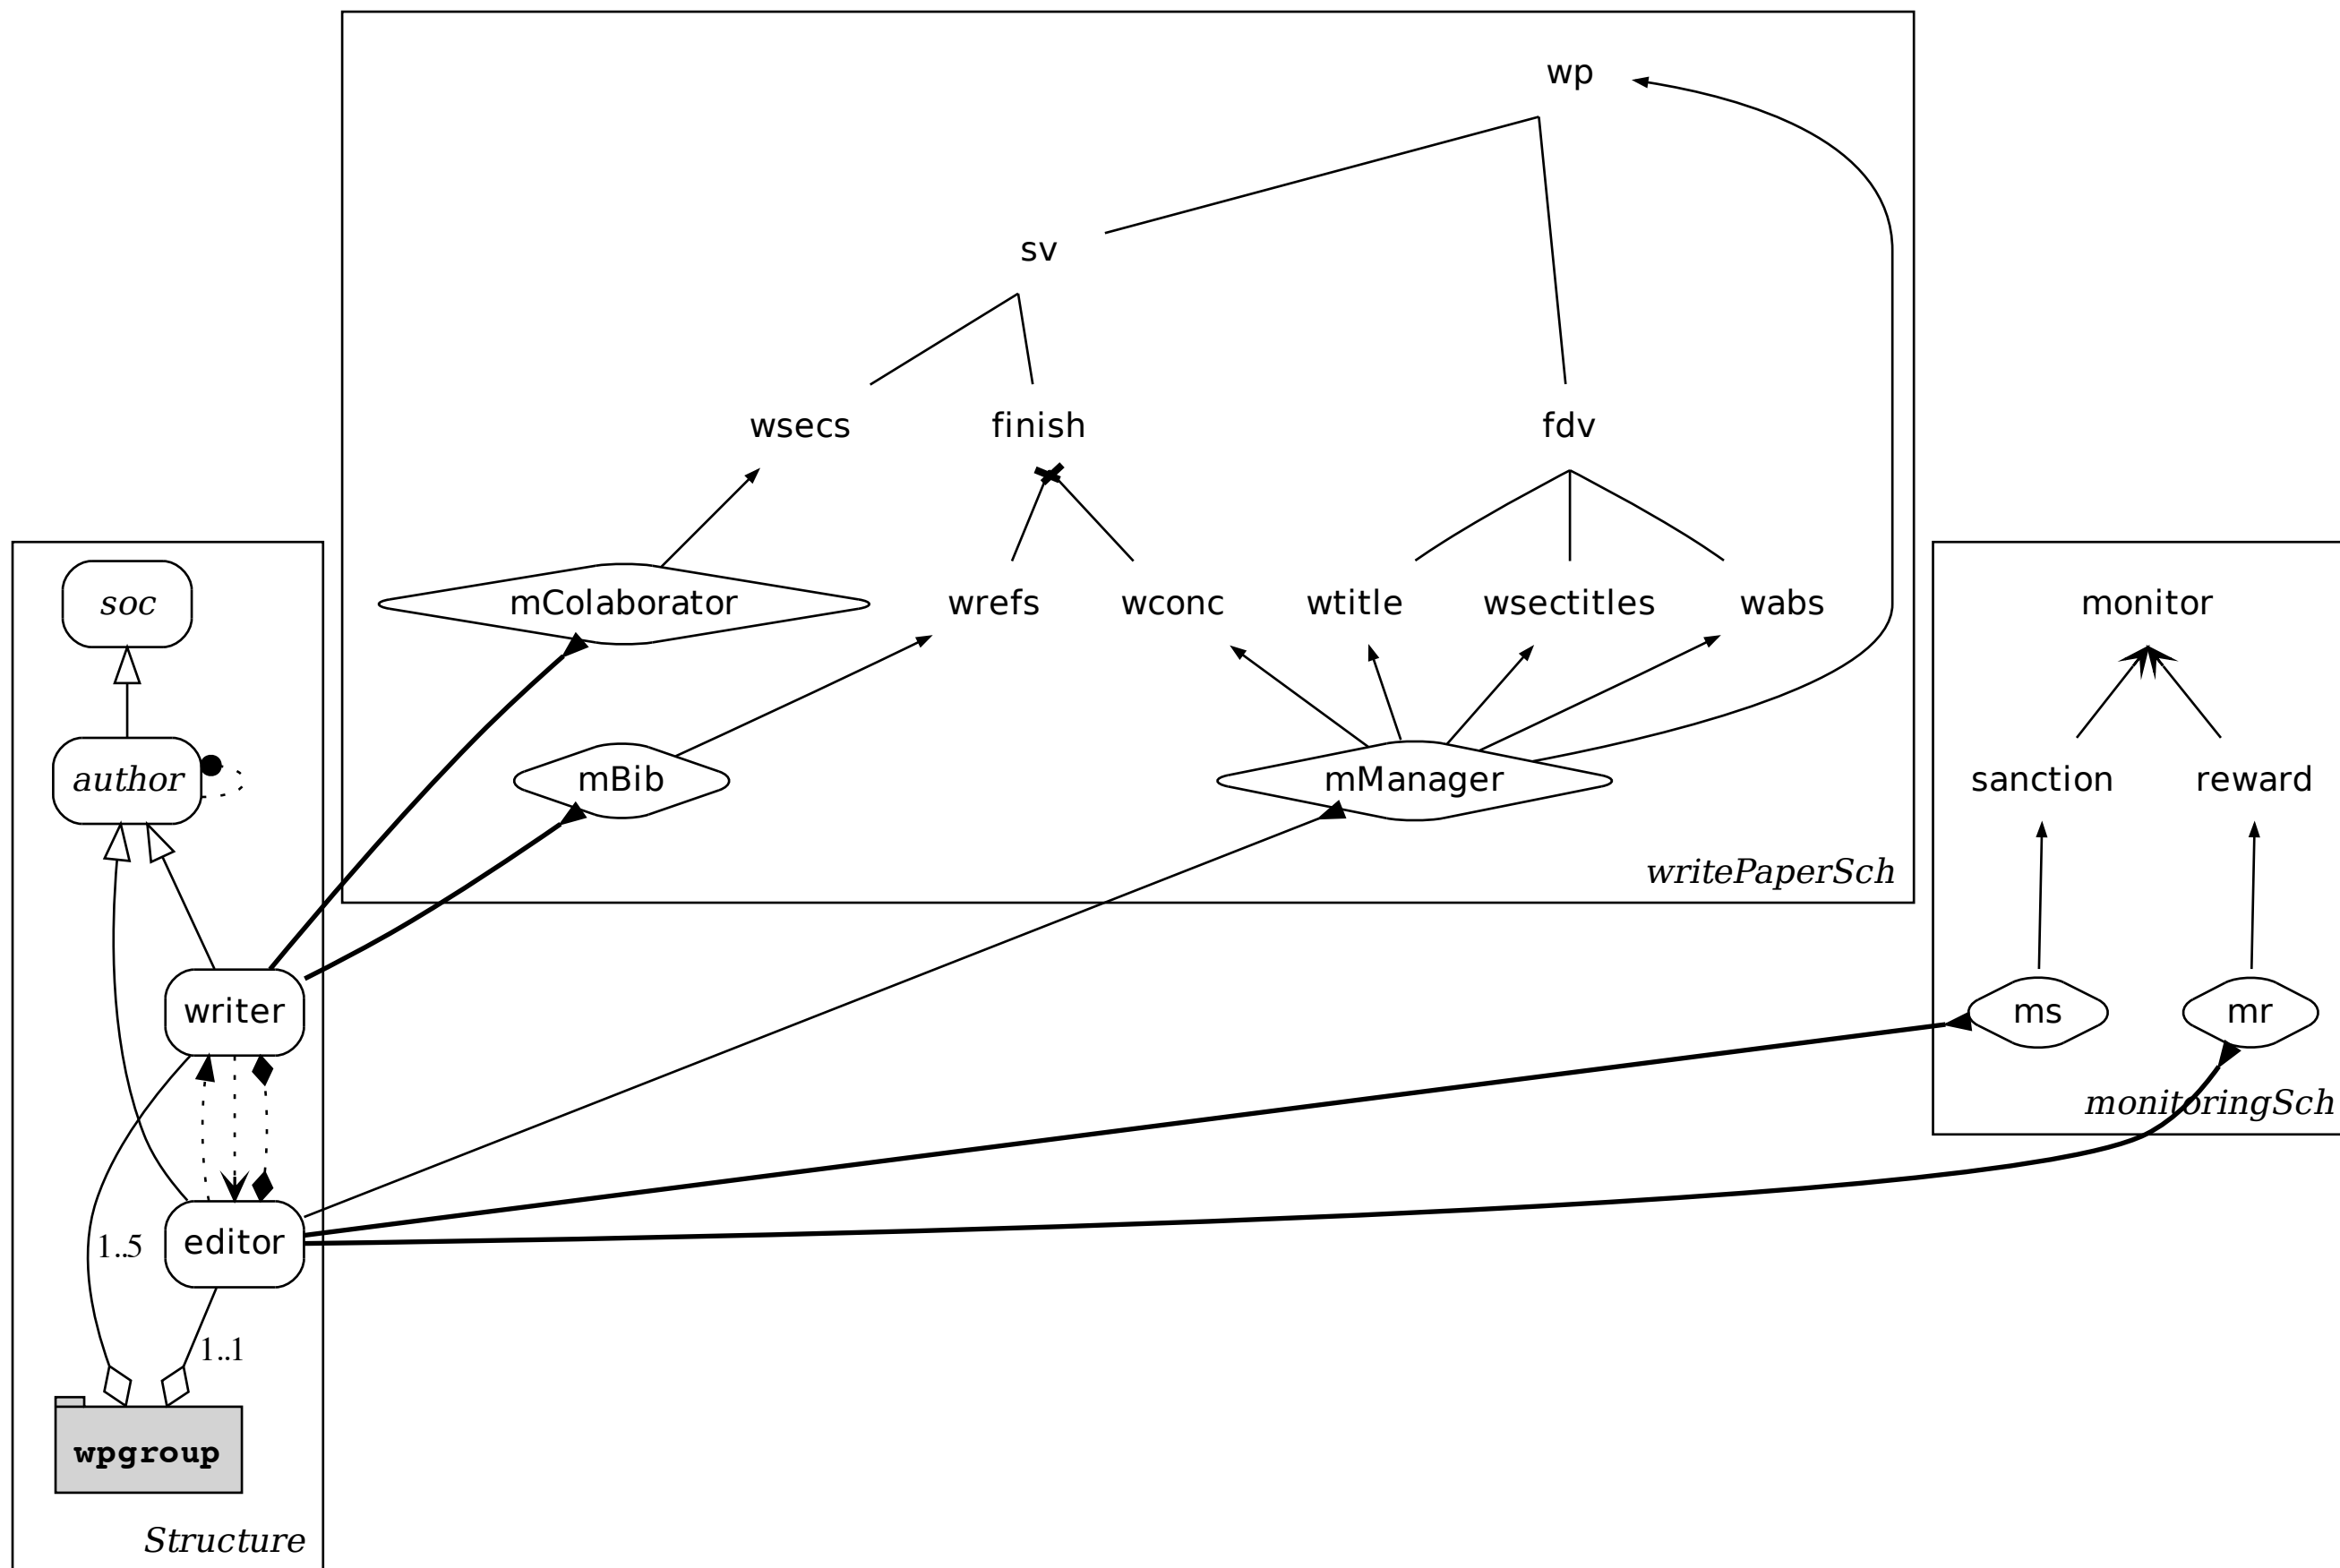 wp
sv
wsecs
finish
fdv
soc
mColaborator
wrefs
wconc
wtitle
wsectitles
wabs
monitor
author
mBib
mManager
sanction
reward
writePaperSch
writer
ms
mr
monitoringSch
editor
1..5
1..1
wpgroup
Structure